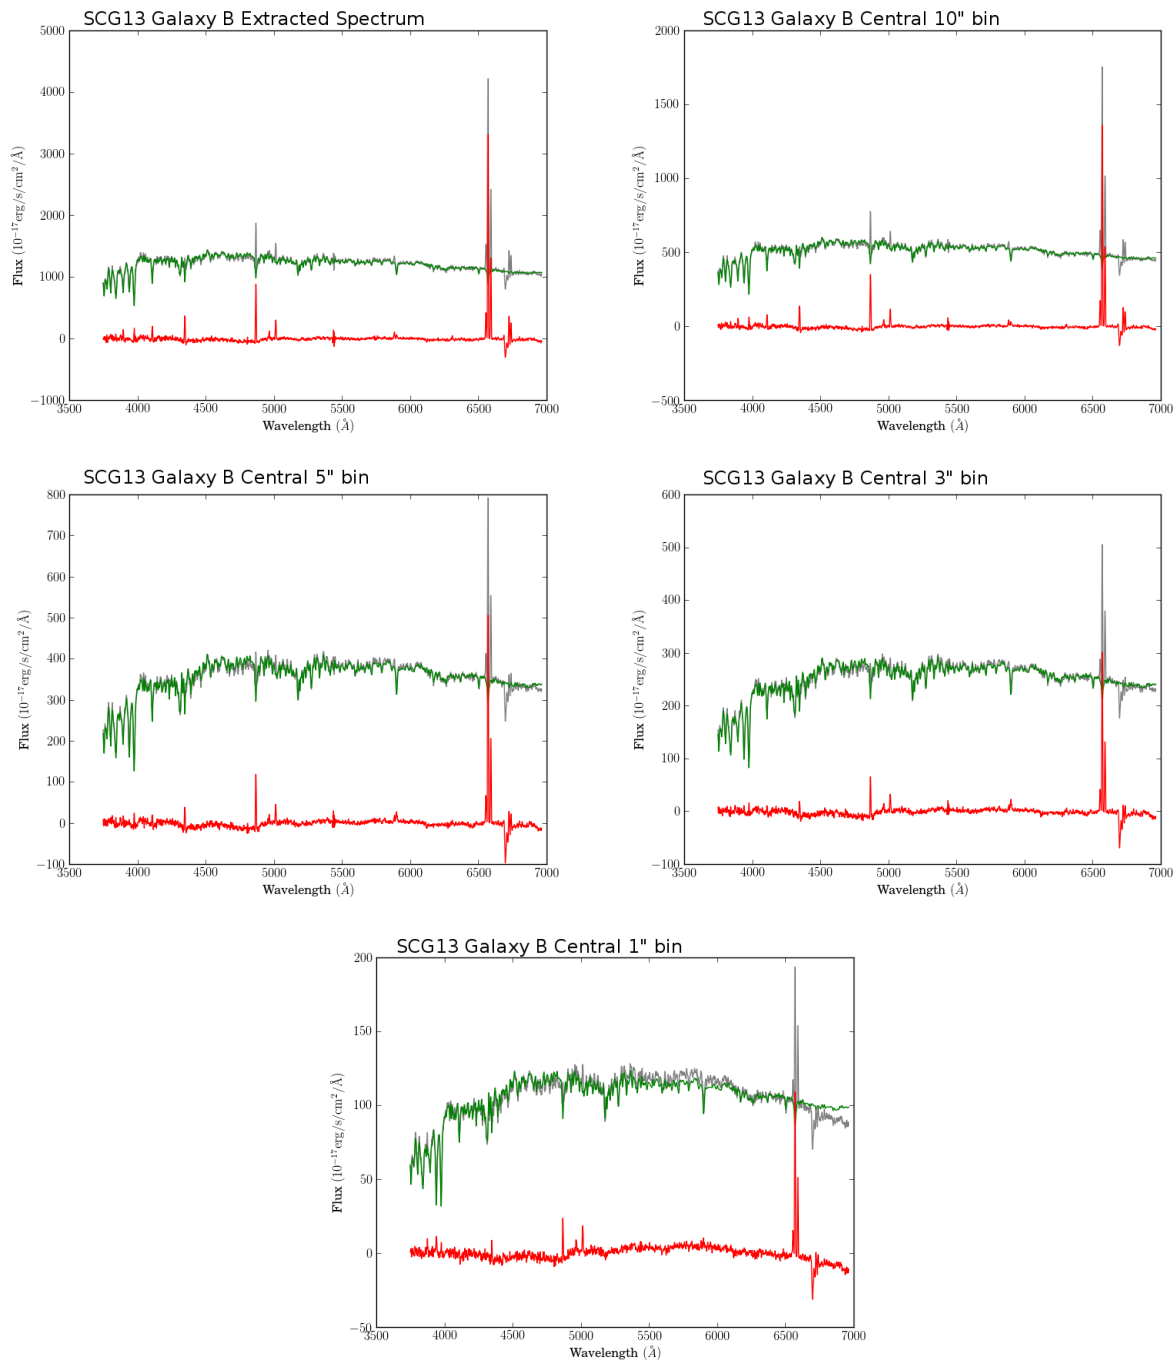 SCG13 Galaxy B Extracted Spectrum
5000
4000
3000
2000
1000
0
−1000
Flux (10⁻¹⁷erg/s/cm²/Å)
3500 4000 4500 5000 5500 6000 6500 7000
Wavelength (Å)
SCG13 Galaxy B Central 10" bin
2000
1500
1000
500
0
−500
Flux (10⁻¹⁷erg/s/cm²/Å)
3500 4000 4500 5000 5500 6000 6500 7000
Wavelength (Å)
SCG13 Galaxy B Central 5" bin
800
700
600
500
400
300
200
100
0
−100
Flux (10⁻¹⁷erg/s/cm²/Å)
3500 4000 4500 5000 5500 6000 6500 7000
Wavelength (Å)
SCG13 Galaxy B Central 3" bin
600
500
400
300
200
100
0
−100
Flux (10⁻¹⁷erg/s/cm²/Å)
3500 4000 4500 5000 5500 6000 6500 7000
Wavelength (Å)
SCG13 Galaxy B Central 1" bin
200
150
100
50
0
−50
Flux (10⁻¹⁷erg/s/cm²/Å)
3500 4000 4500 5000 5500 6000 6500 7000
Wavelength (Å)